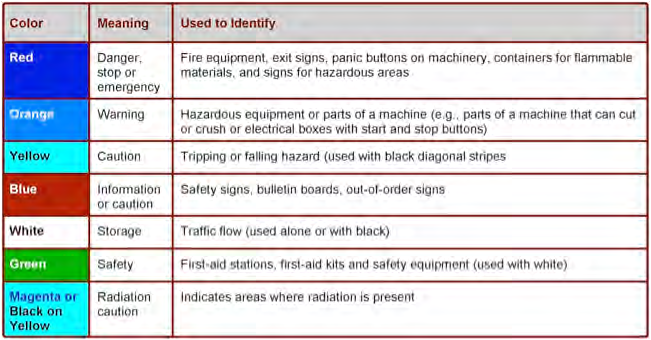 Color Meaning Used to Identify
Red Danger, Fire equipment, exit signs, panic buttons on machinery, containers for flammable
stop or materials, and signs for hazardous areas
emergency
Orange Warning Hazardous equipment or parts of a machine (e.g., parts of a machine that can cut
or crush or electrical boxes with start and stop buttons)
Yellow Caution Tripping or falling hazard (used with black diagonal stripes
Blue Information Safety signs, bulletin boards, out-of-order signs
or caution
White Storage Traffic flow (used alone or with black)
Green Safety First-aid stations, first-aid kits and safety equipment (used with white)
Magenta or Radiation Indicates areas where radiation is present
Black on caution
Yellow